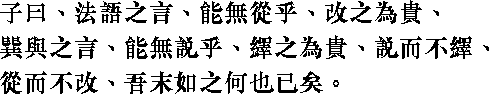 子曰、法語之言、能無從乎、改之為貴、
巽與之言、能無説乎、繹之為貴、説而不繹、
從而不改、吾末如之何也已矣。